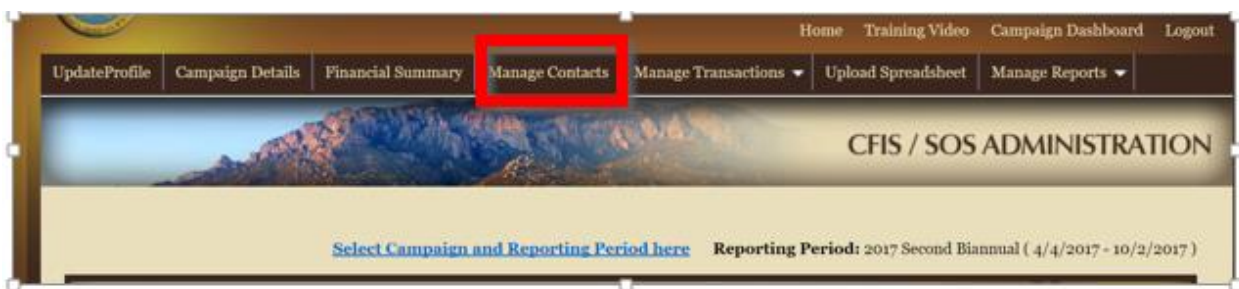 Home Training Video Campaign Dashboard Logout
UpdateProfile Campaign Details Financial Summary Manage Contacts Manage Transactions Upload Spreadsheet Manage Reports
CFIS / SOS ADMINISTRATION
Select Campaign and Reporting Period here Reporting Period: 2017 Second Biannual ( 4/4/2017 - 10/2/2017 )